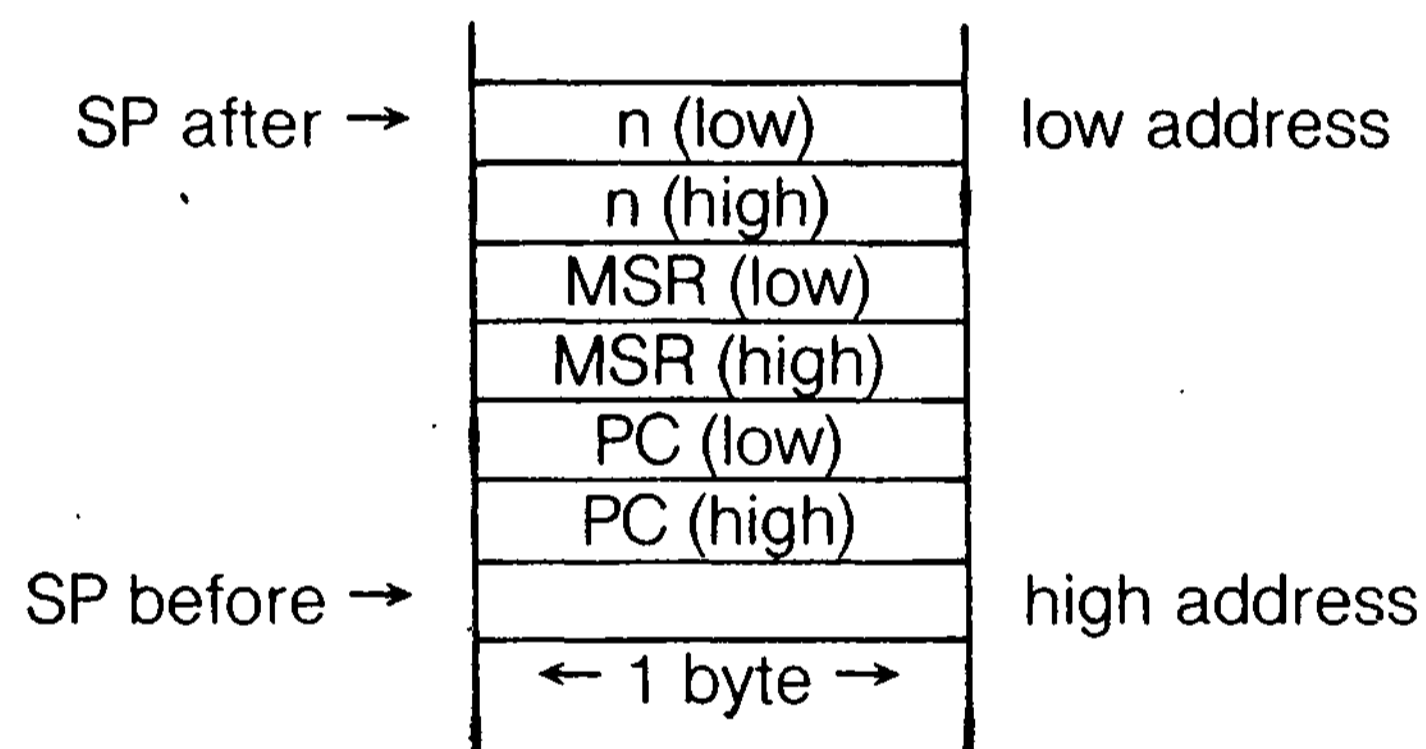 SP after → n (low) low address
n (high)
MSR (low)
MSR (high)
PC (low)
PC (high)
SP before → high address
← 1 byte →